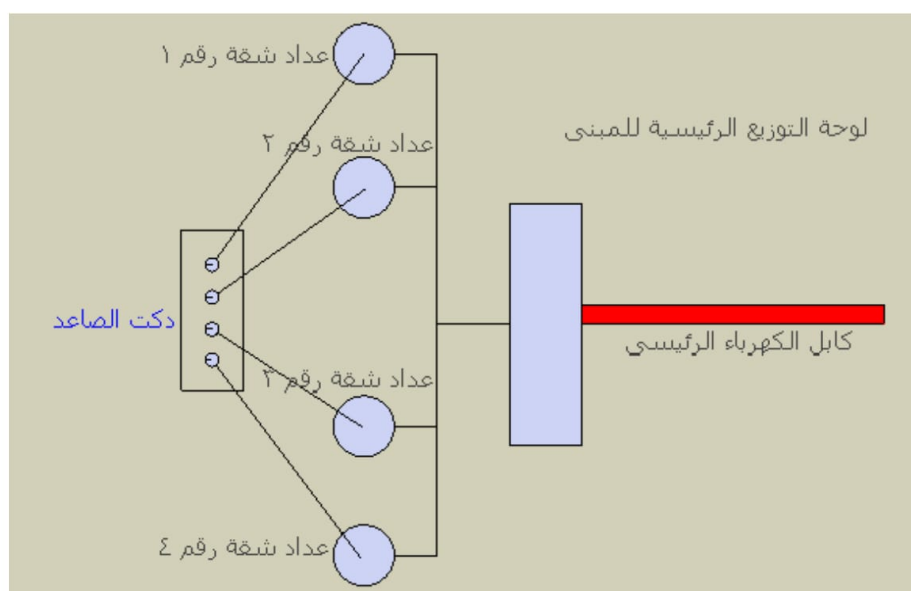 عداد شقة رقم ١
لوحة التوزيع الرئيسية للمبنى
عداد شقة رقم ٢
دكت الصاعد
كابل الكهرباء الرئيسي
عداد شقة رقم ٣
عداد شقة رقم ٤